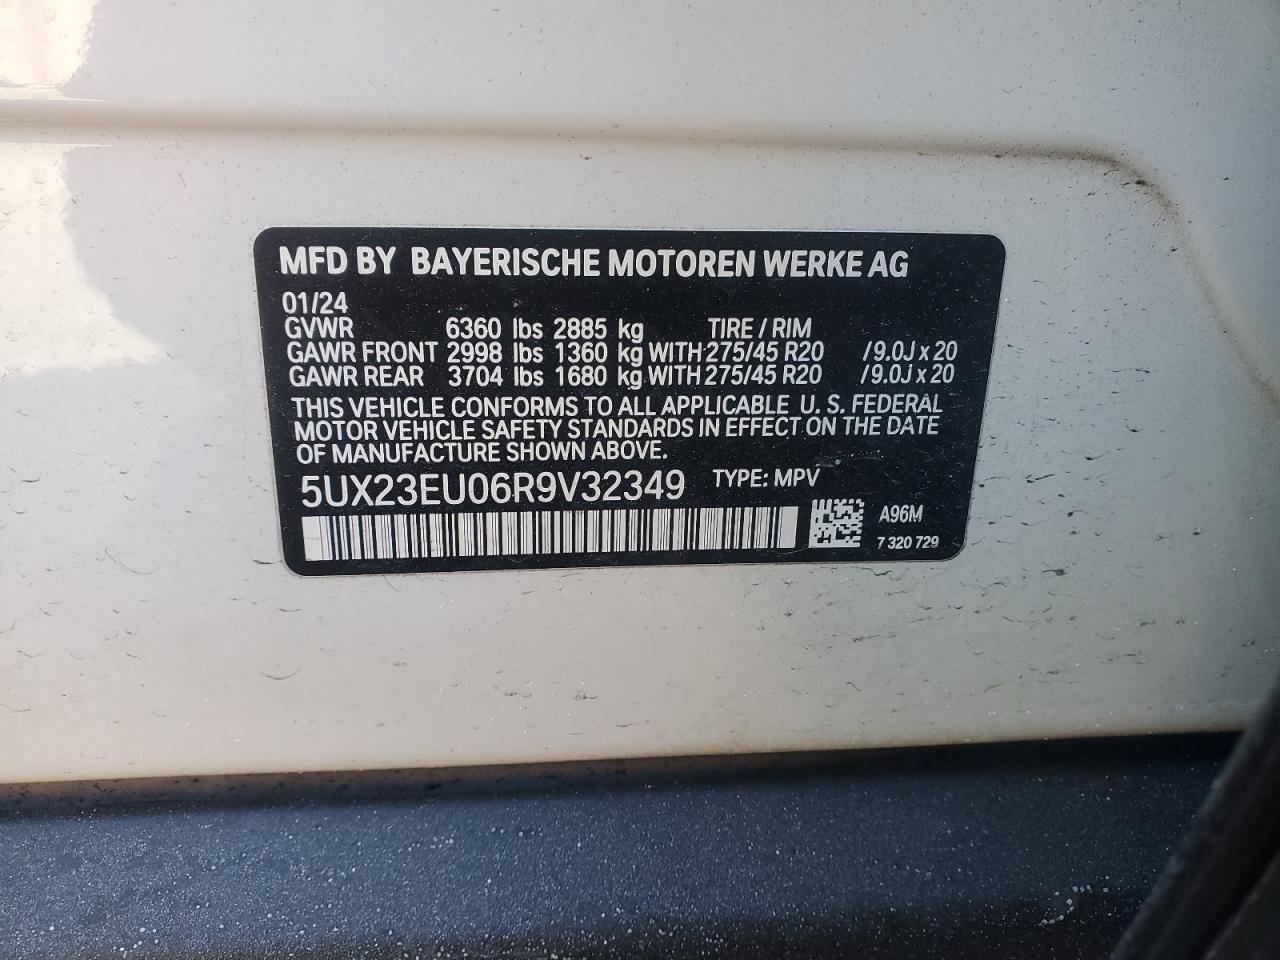 MFD BY BAYERISCHE MOTOREN WERKE AG
01/24
GVWR 6360 lbs 2885 kg TIRE / RIM
GAWR FRONT 2998 lbs 1360 kg WITH 275/45 R20 /9.0J x 20
GAWR REAR 3704 lbs 1680 kg WITH 275/45 R20 /9.0J x 20
THIS VEHICLE CONFORMS TO ALL APPLICABLE U. S. FEDERAL
MOTOR VEHICLE SAFETY STANDARDS IN EFFECT ON THE DATE
OF MANUFACTURE SHOWN ABOVE.
5UX23EU06R9V32349 TYPE: MPV
A96M
7 320 729